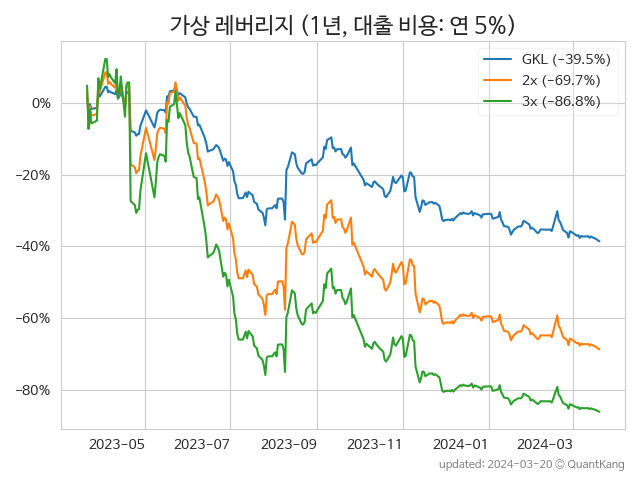 가상 레버리지 (1년, 대출 비용: 연 5%)
GKL (−39.5%)
2x (−69.7%)
3x (−86.8%)
0%
−20%
−40%
−60%
−80%
2023-05 2023-07 2023-09 2023-11 2024-01 2024-03
updated: 2024-03-20 © QuantKang